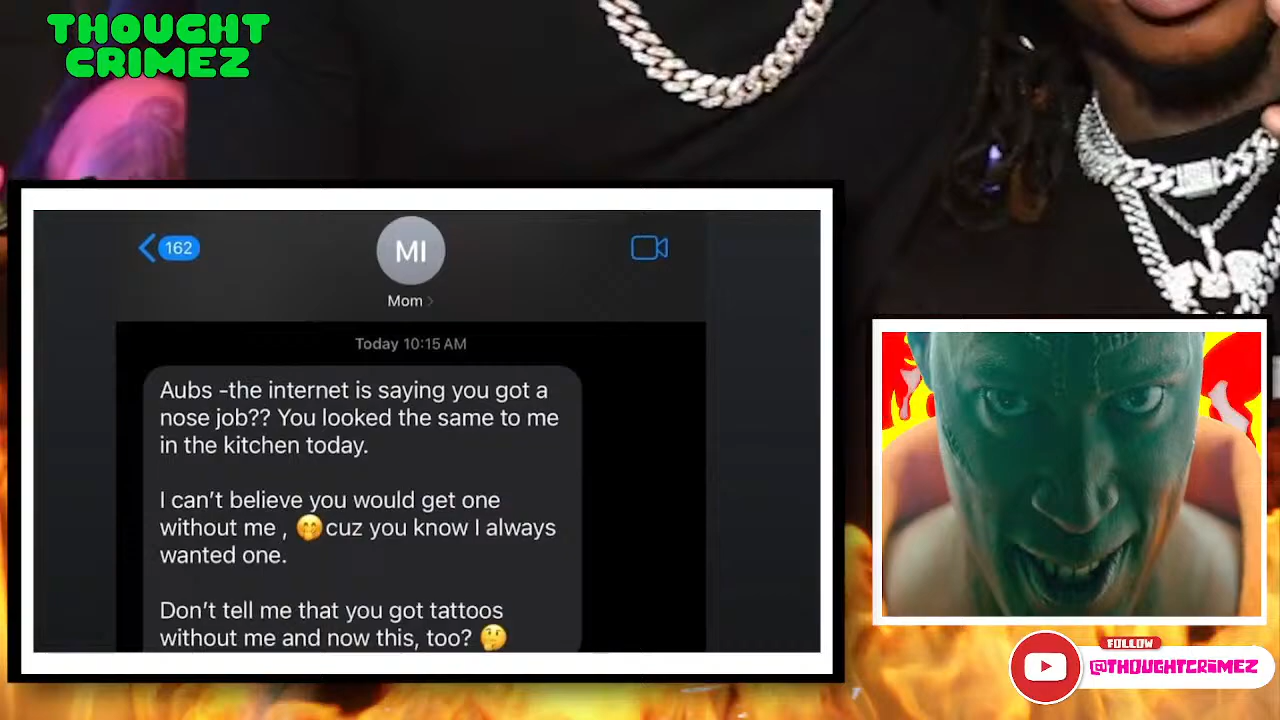 THOUGHT
CRIMEZ
162
MI
Mom
Today 10:15 AM
Aubs -the internet is saying you got a
nose job?? You looked the same to me
in the kitchen today.
I can't believe you would get one
without me , 🤭cuz you know I always
wanted one.
Don't tell me that you got tattoos
without me and now this, too? 🤔
FOLLOW
@THOUGHTCRIMEZ